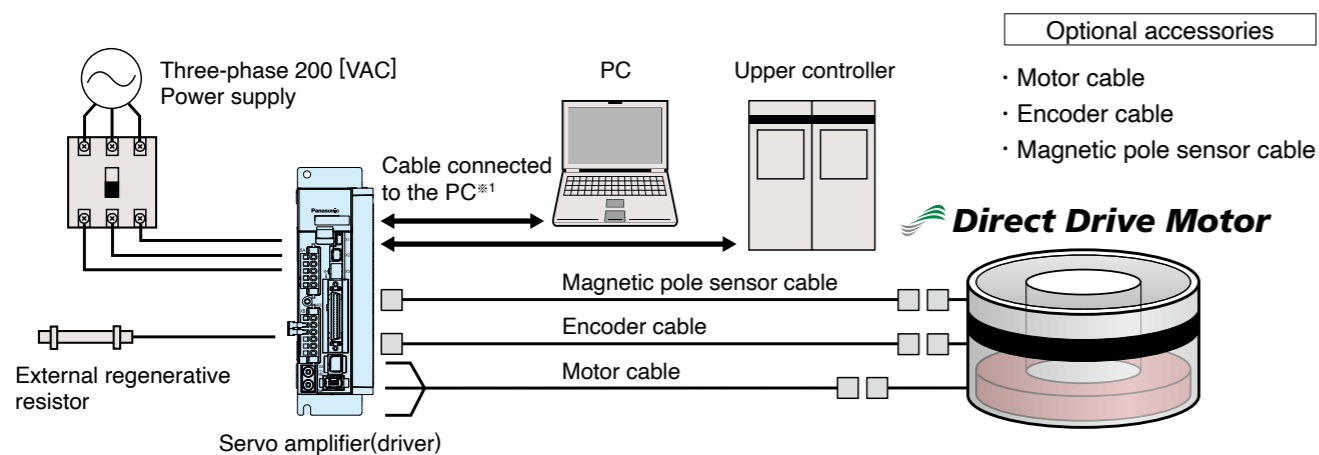 Optional accessories
・Motor cable
・Encoder cable
・Magnetic pole sensor cable
Three-phase 200 [VAC]
Power supply
PC
Upper controller
Cable connected
to the PC※1
Panasonic
Direct Drive Motor
Magnetic pole sensor cable
Encoder cable
Motor cable
External regenerative
resistor
Servo amplifier(driver)